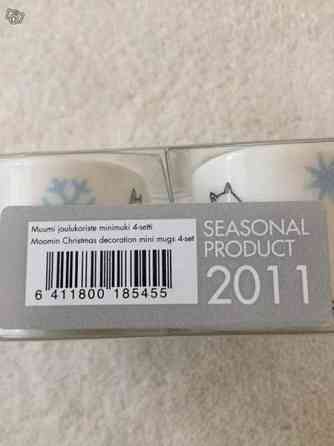 Muumi joulukoriste minimuki 4-setti
Moomin Christmas decoration mini mugs 4-set
6 411800 185455
SEASONAL
PRODUCT
2011